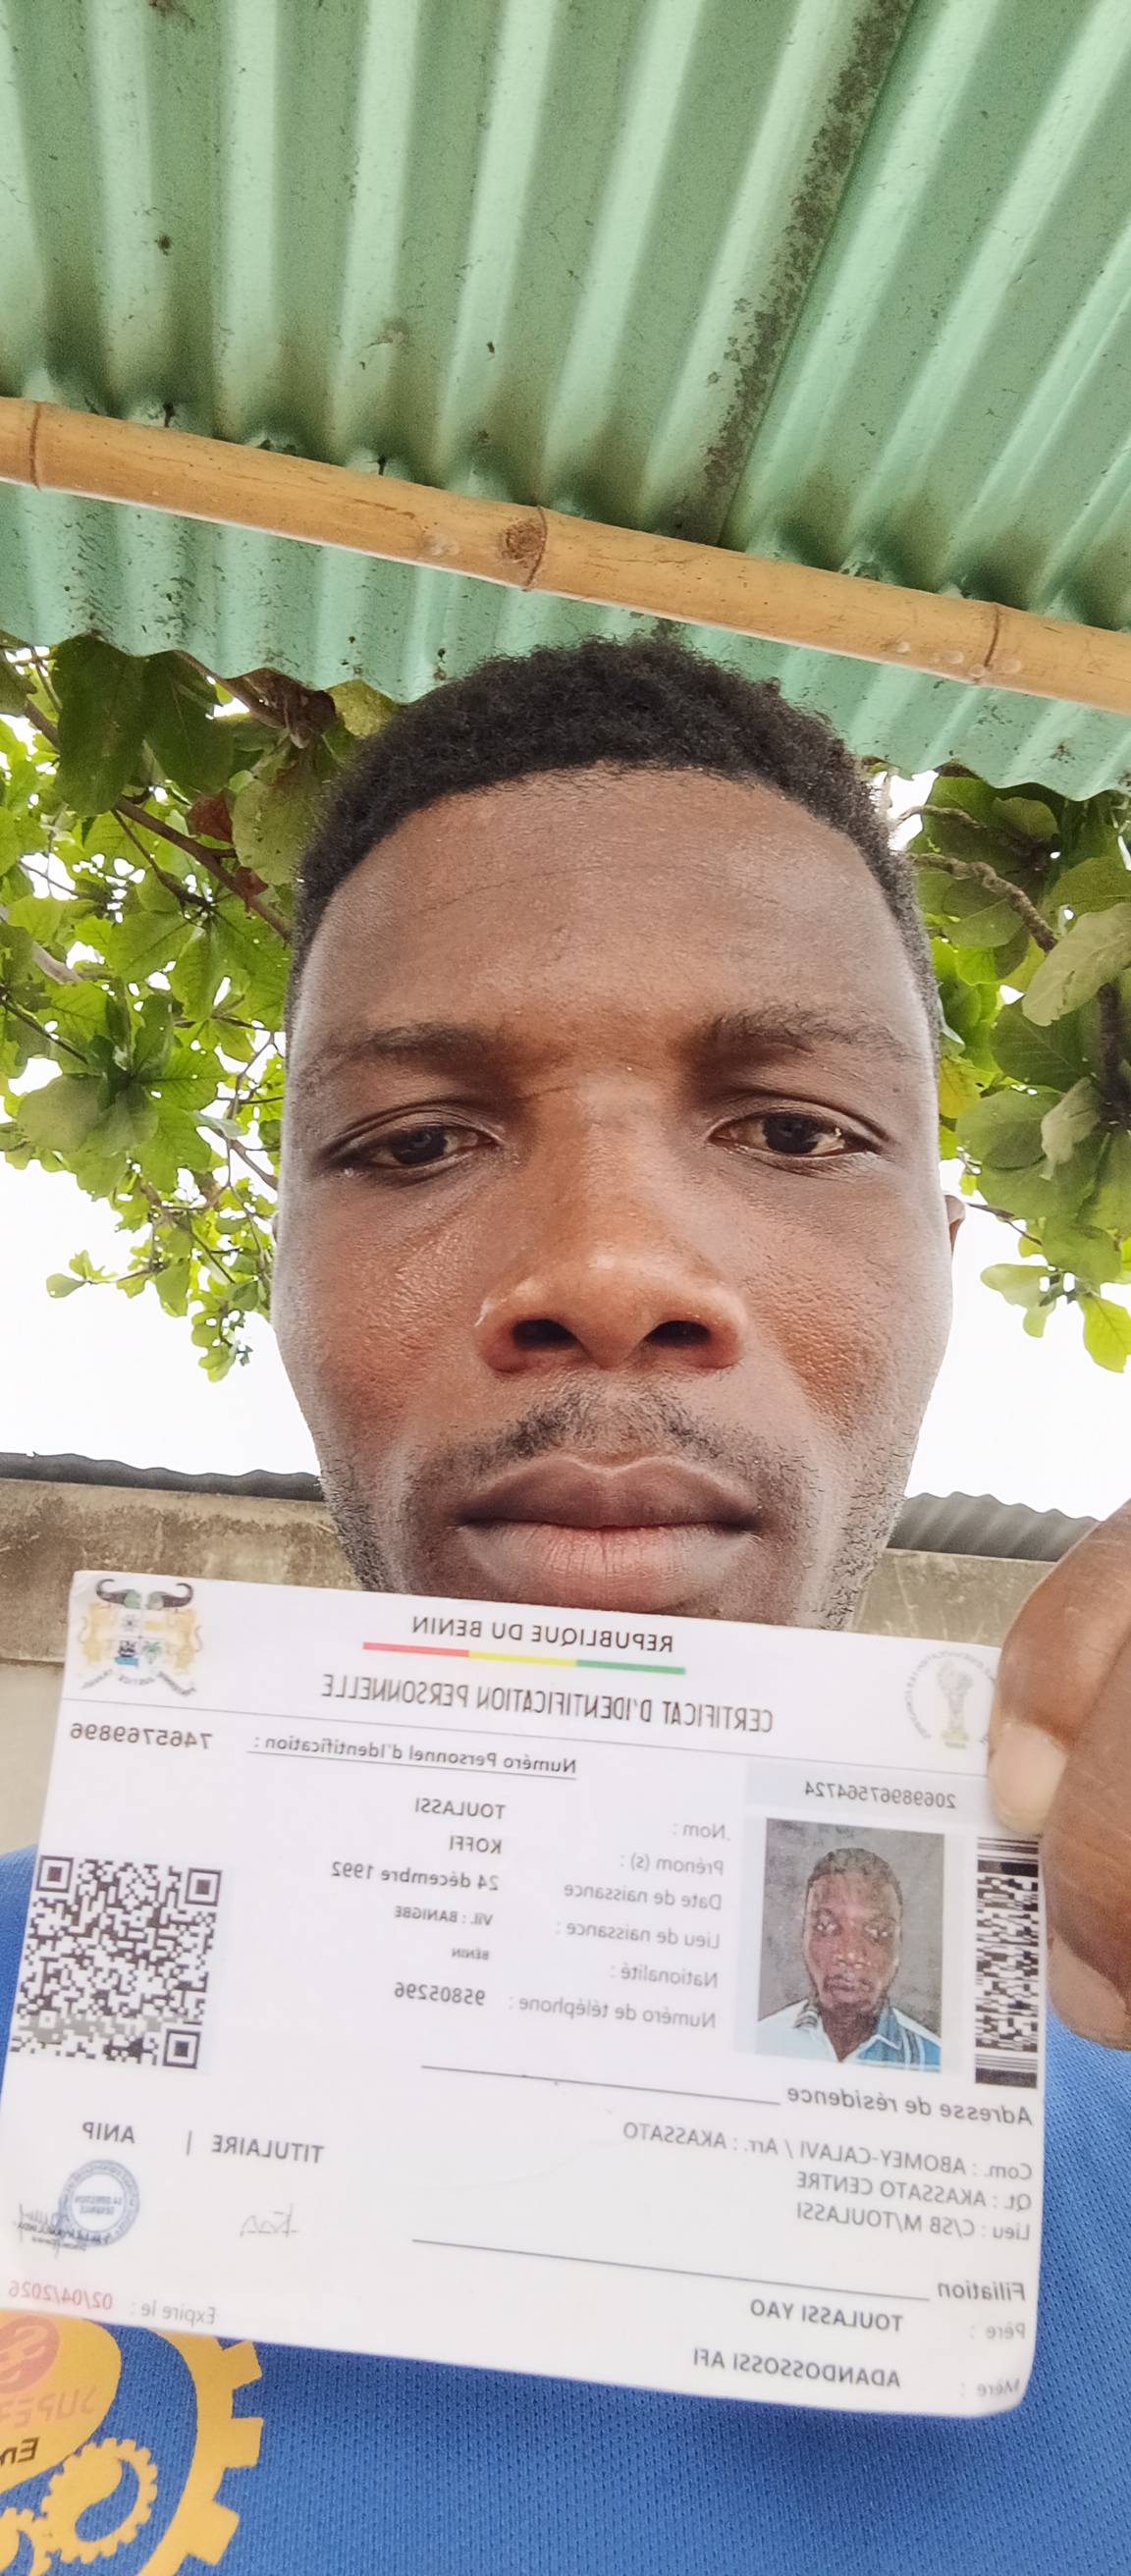 REPUBLIQUE DU BENIN
CERTIFICAT D'IDENTIFICATION PERSONNELLE
Numéro Personnel d'Identification : 7465769896
20698967564724
Nom : TOULASSI
Prénom (s) : KOFFI
Date de naissance 24 décembre 1992
Lieu de naissance : Vil. : BANIGBE
Nationalité : BENIN
Numéro de téléphone : 95805296
Adresse de résidence
Com. : ABOMEY-CALAVI / Arr. : AKASSATO
Qt. : AKASSATO CENTRE
Lieu : C/SB M/TOULASSI
TITULAIRE | ANIP
Filiation
Père : TOULASSI YAO
Mère : ADANDOSSOSSI AFI
Expire le : 02/04/2026